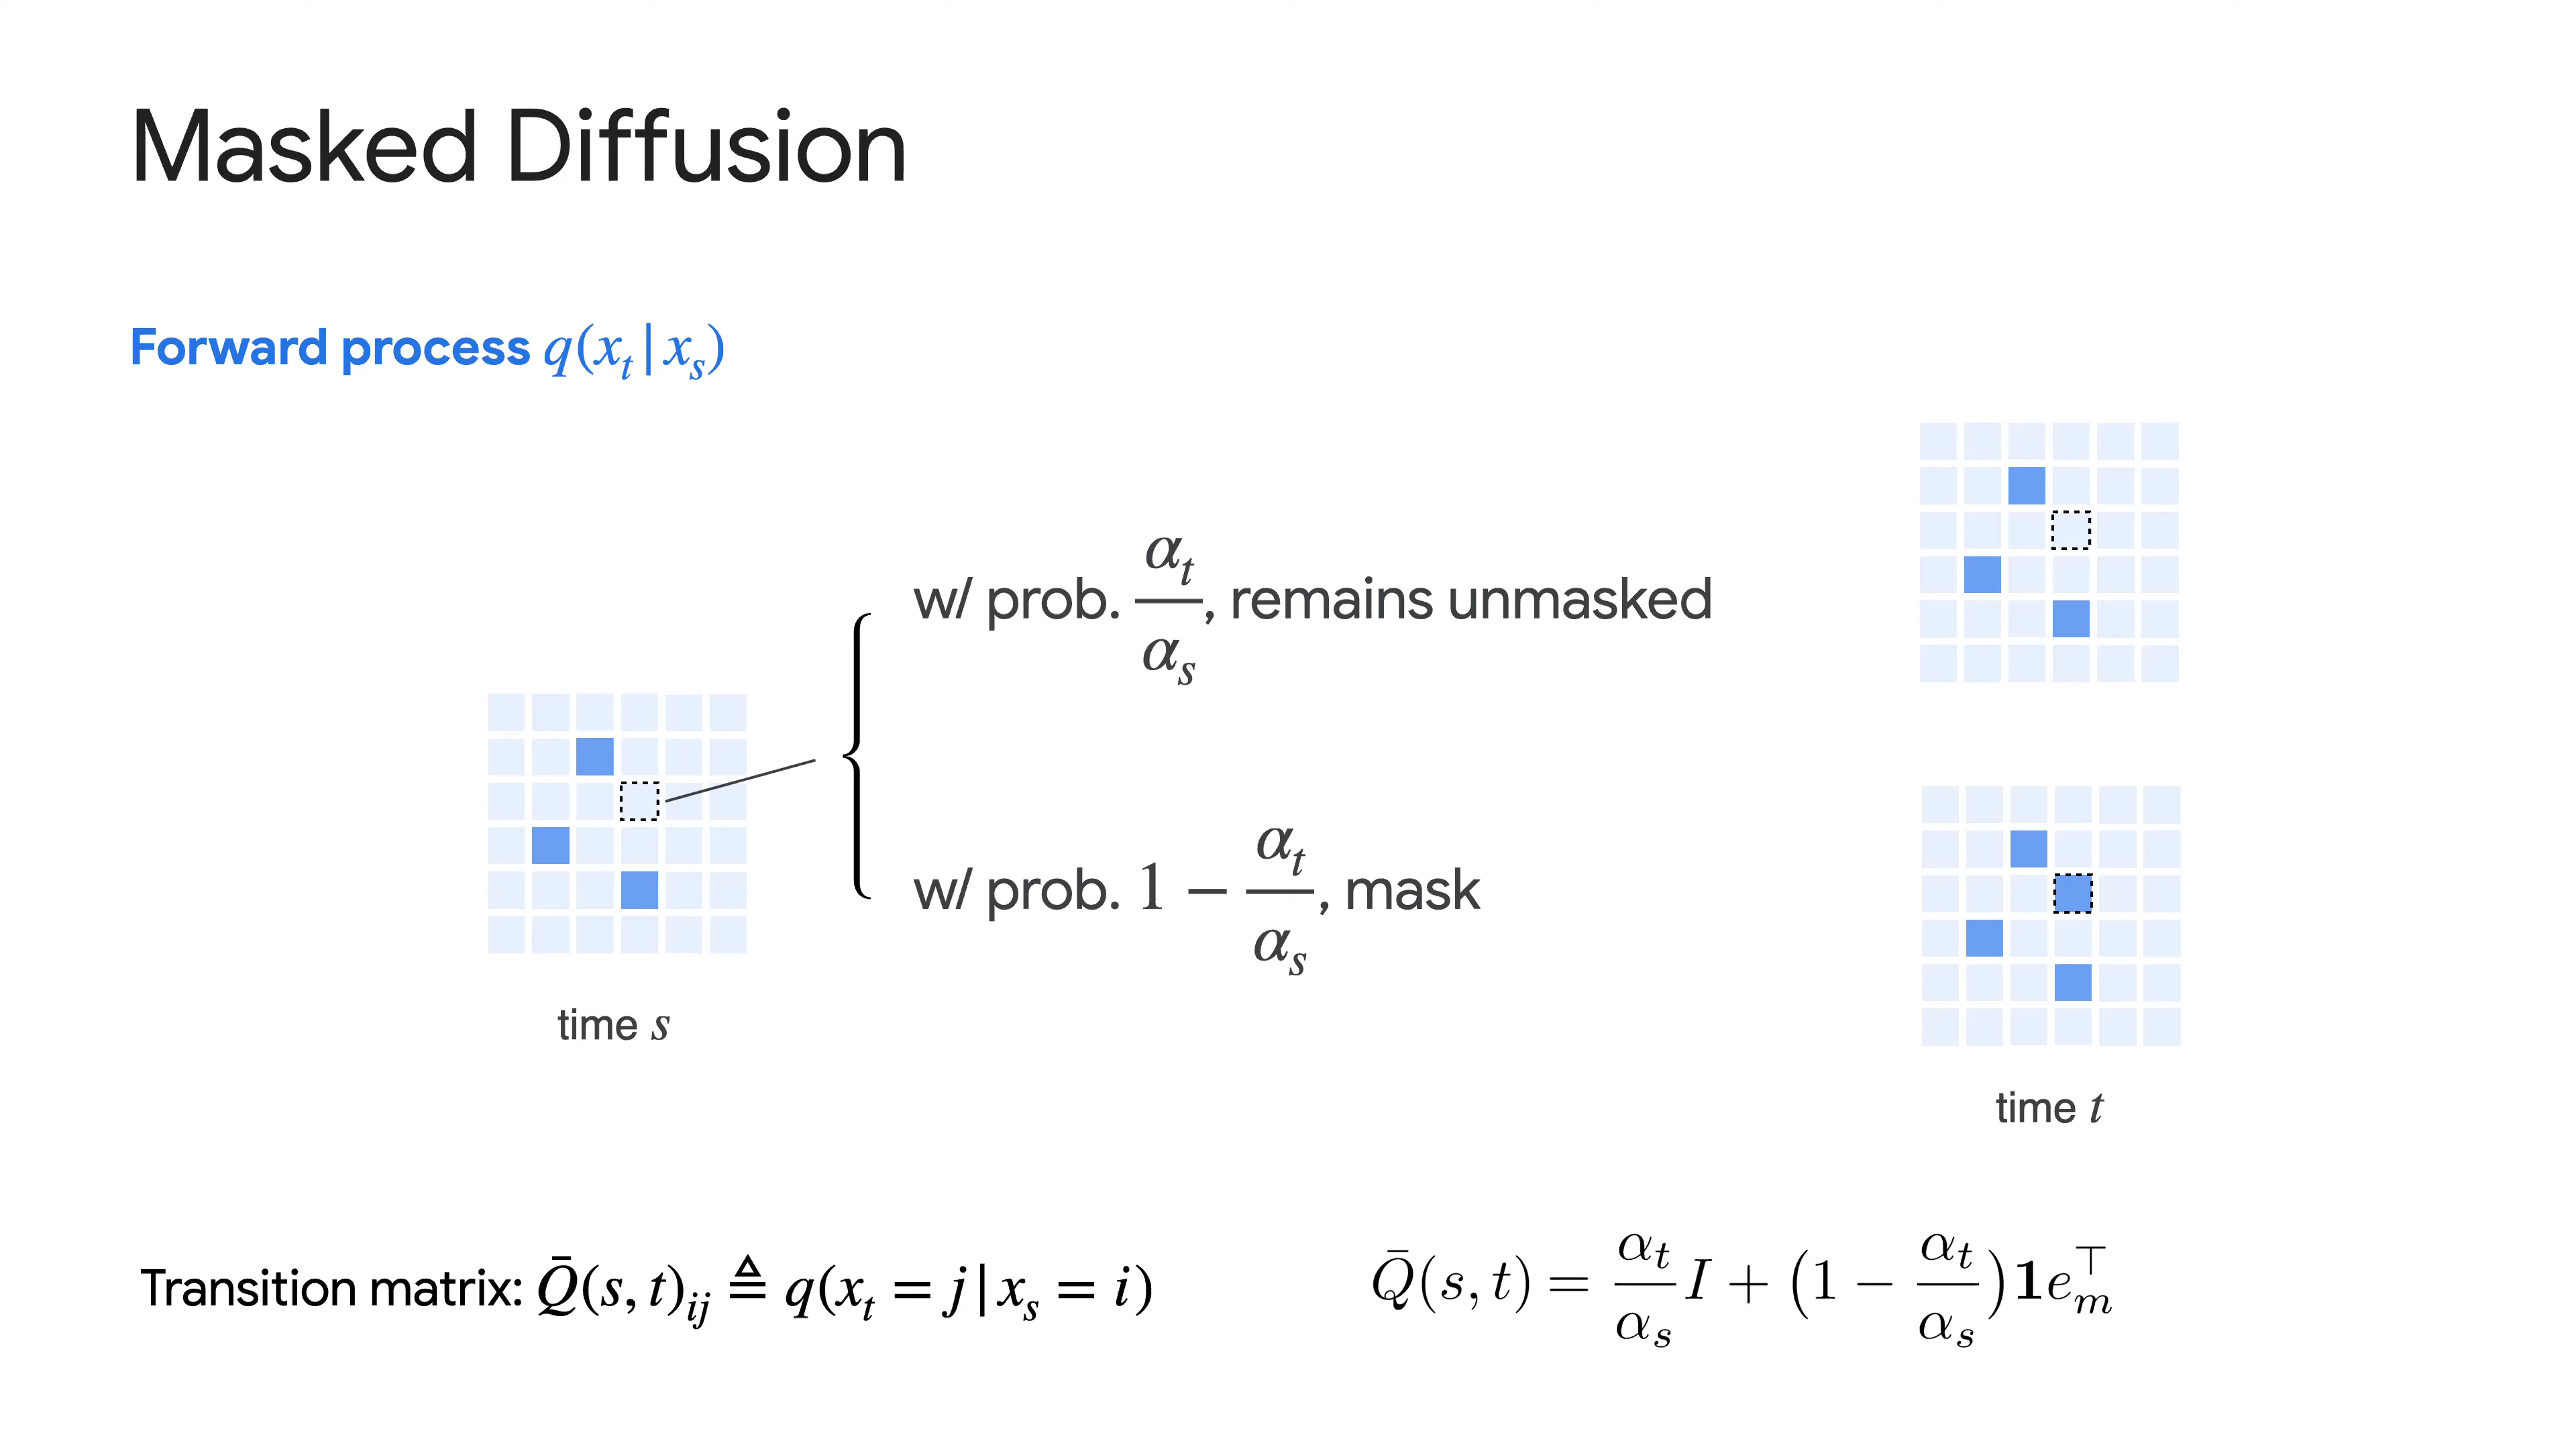 Masked Diffusion
Forward process q(x_t | x_s)
w/ prob. α_t/α_s, remains unmasked
w/ prob. 1 − α_t/α_s, mask
time s
time t
Transition matrix: Q̄(s, t)_ij ≜ q(x_t = j | x_s = i)
Q̄(s, t) = α_t/α_s I + (1 − α_t/α_s) 𝟏e_m^⊤